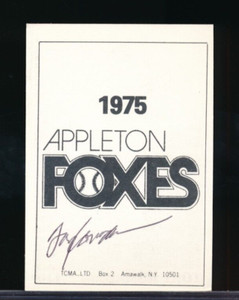 1975
APPLETON
FOXES
TCMA, LTD Box 2 Amawalk, N.Y. 10501